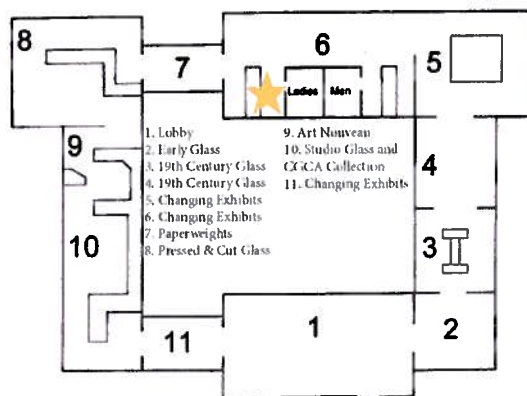 8
7
6
5
Ladies Men
9
4
1. Lobby
2. Early Glass
3. 19th Century Glass
4. 19th Century Glass
5. Changing Exhibits
6. Changing Exhibits
7. Paperweights
8. Pressed & Cut Glass
9. Art Nouveau
10. Studio Glass and
CGCA Collection
11. Changing Exhibits
10
3
11
1
2